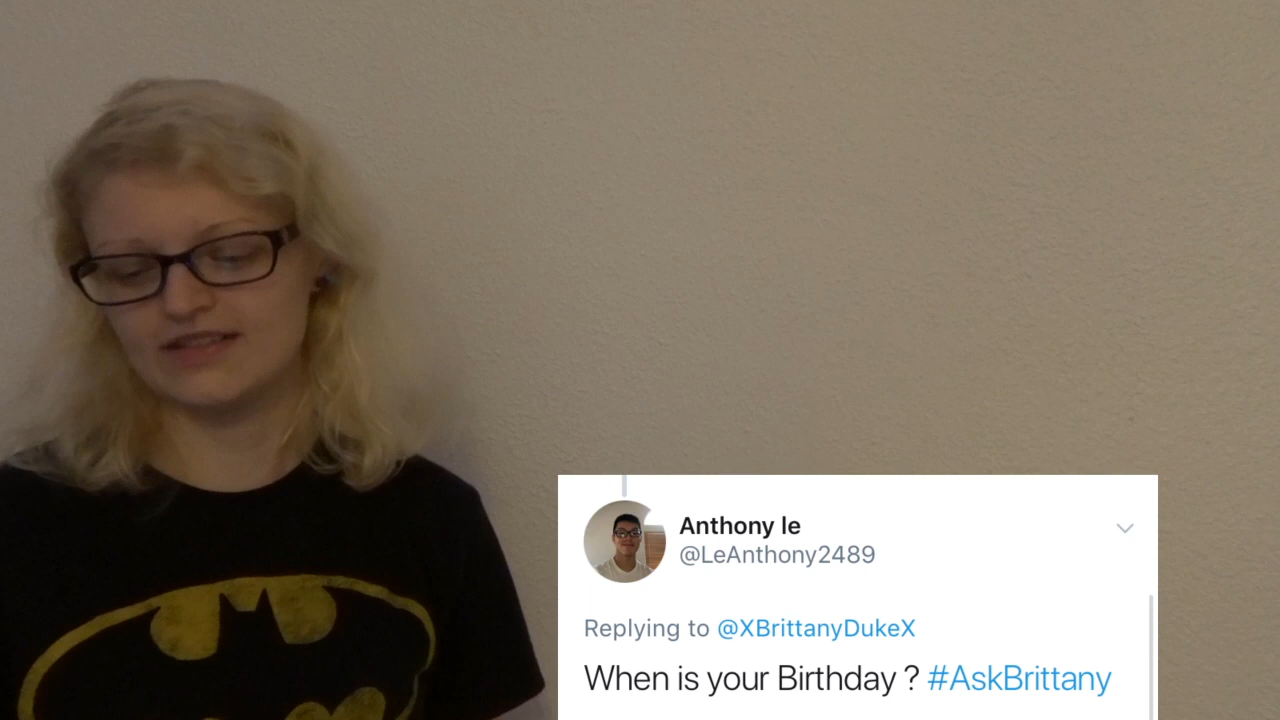 Anthony le
@LeAnthony2489
Replying to @XBrittanyDukeX
When is your Birthday ? #AskBrittany